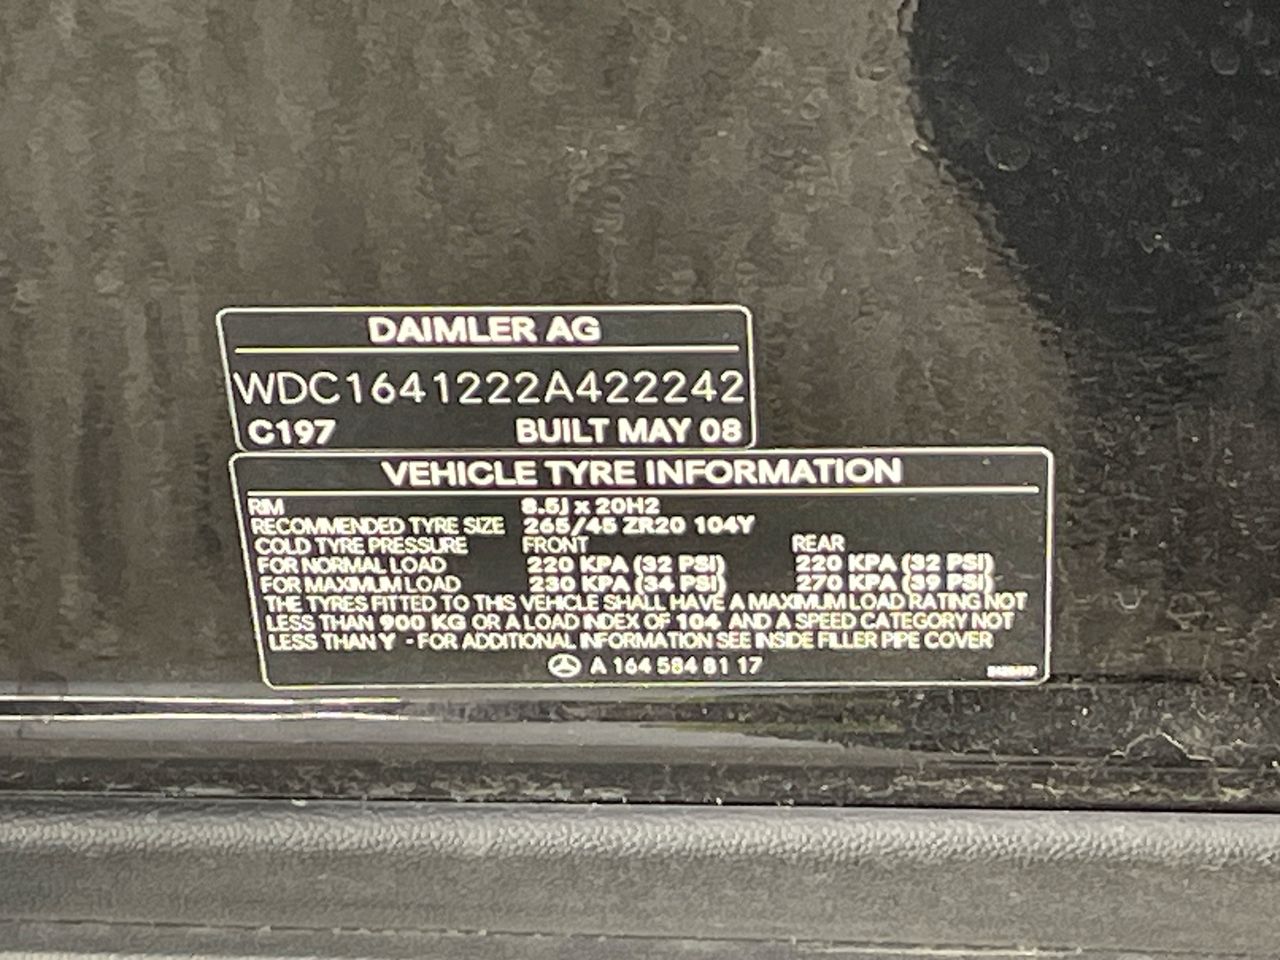 DAIMLER AG
WDC1641222A422242
C197 BUILT MAY 08
VEHICLE TYRE INFORMATION
RIM 8.5J x 20H2
RECOMMENDED TYRE SIZE 265/45 ZR20 104Y
COLD TYRE PRESSURE FRONT REAR
FOR NORMAL LOAD 220 KPA (32 PSI) 220 KPA (32 PSI)
FOR MAXIMUM LOAD 230 KPA (34 PSI) 270 KPA (39 PSI)
THE TYRES FITTED TO THIS VEHICLE SHALL HAVE A MAXIMUM LOAD RATING NOT
LESS THAN 900 KG OR A LOAD INDEX OF 104 AND A SPEED CATEGORY NOT
LESS THAN Y - FOR ADDITIONAL INFORMATION SEE INSIDE FILLER PIPE COVER
A 164 584 81 17